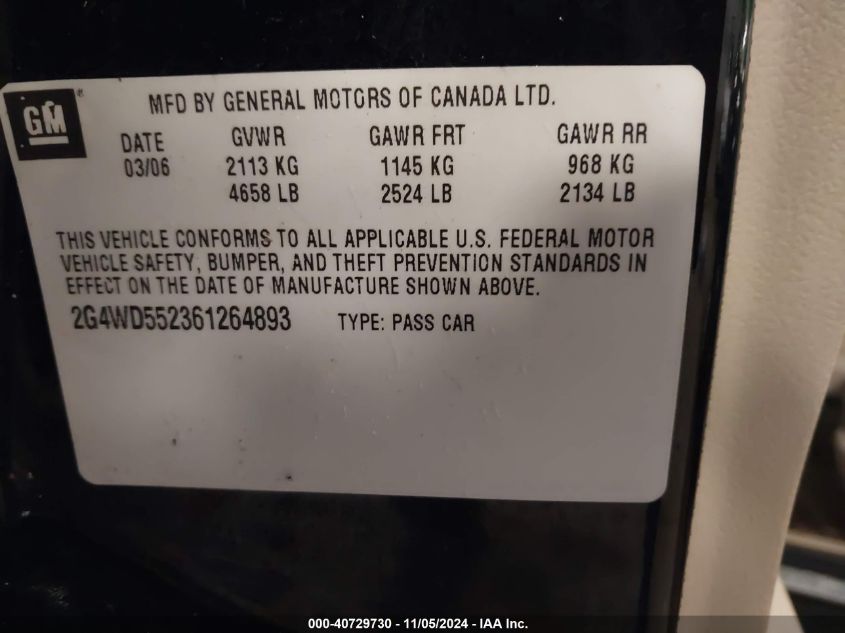 GM ®
MFD BY GENERAL MOTORS OF CANADA LTD.
DATE GVWR GAWR FRT GAWR RR
03/06 2113 KG 1145 KG 968 KG
4658 LB 2524 LB 2134 LB
THIS VEHICLE CONFORMS TO ALL APPLICABLE U.S. FEDERAL MOTOR
VEHICLE SAFETY, BUMPER, AND THEFT PREVENTION STANDARDS IN
EFFECT ON THE DATE OF MANUFACTURE SHOWN ABOVE.
2G4WD552361264893 TYPE: PASS CAR
000-40729730 - 11/05/2024 - IAA Inc.